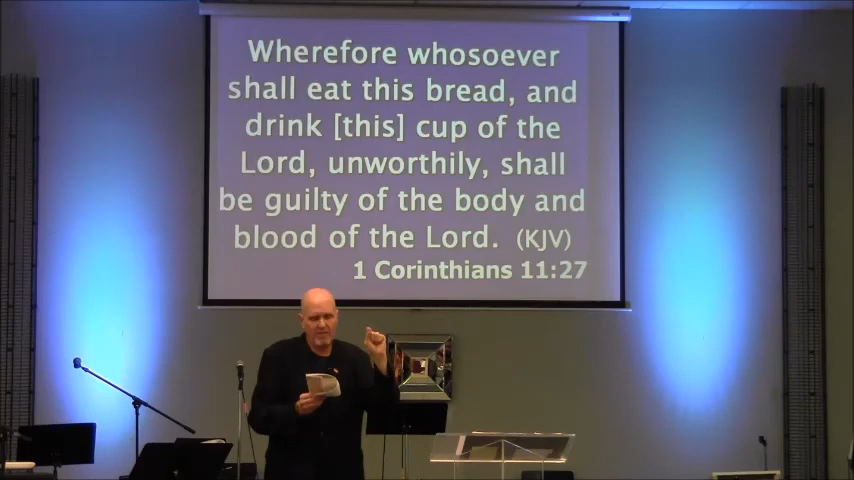 Wherefore whosoever
shall eat this bread, and
drink [this] cup of the
Lord, unworthily, shall
be guilty of the body and
blood of the Lord. (KJV)
1 Corinthians 11:27